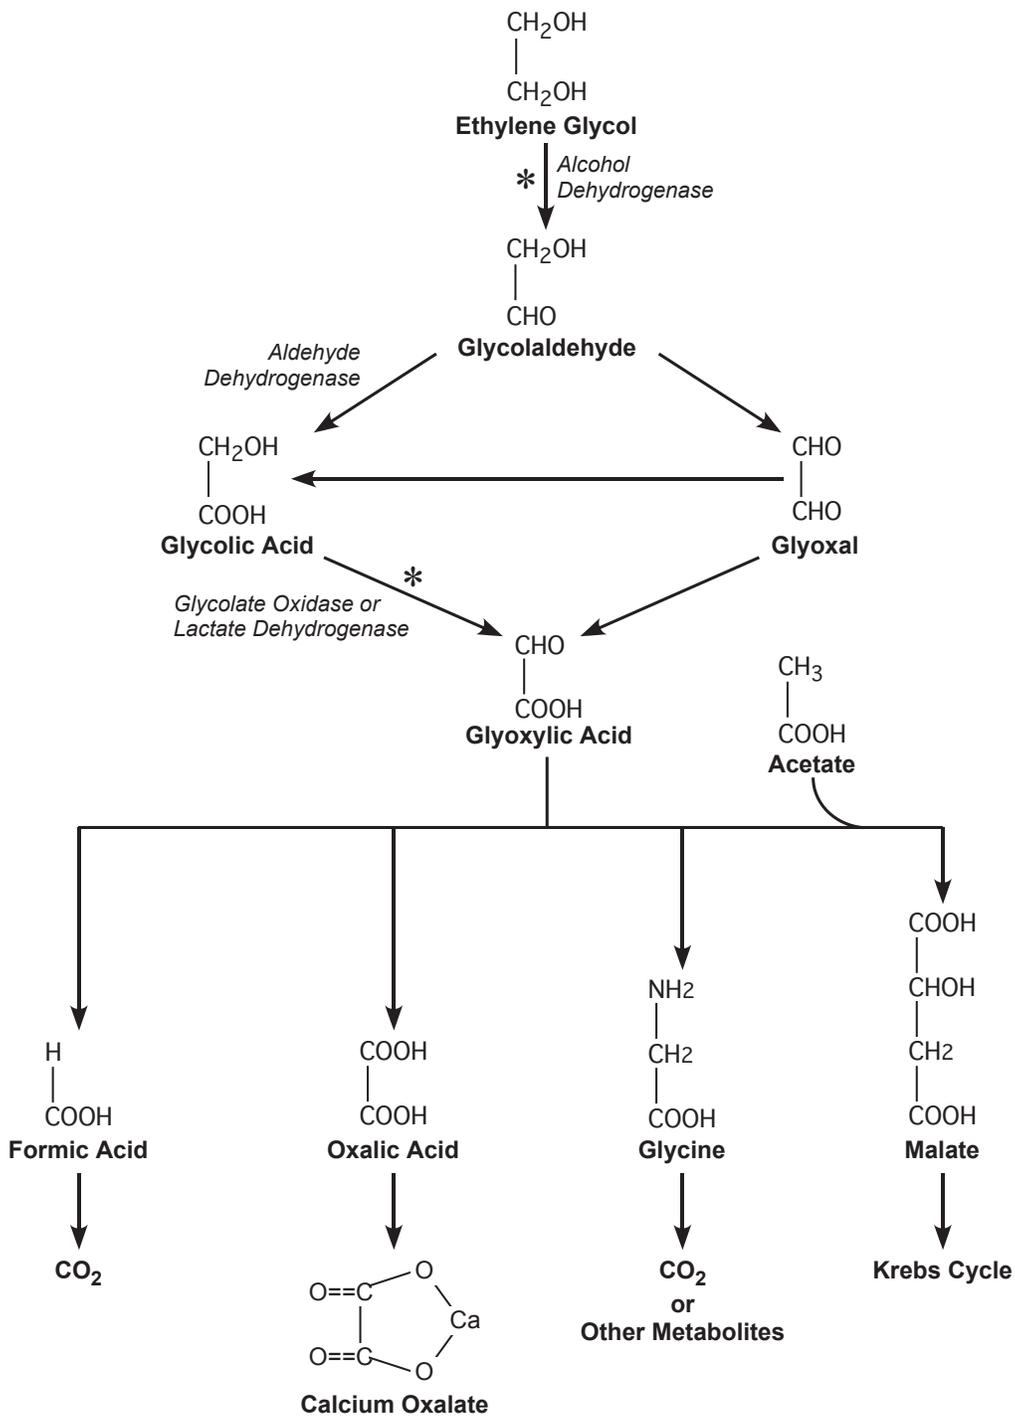 CH2OH
CH2OH
Ethylene Glycol
*
Alcohol
Dehydrogenase
CH2OH
CHO
Glycolaldehyde
Aldehyde
Dehydrogenase
CH2OH
COOH
Glycolic Acid
CHO
CHO
Glyoxal
*
Glycolate Oxidase or
Lactate Dehydrogenase
CHO
COOH
Glyoxylic Acid
CH3
COOH
Acetate
H
COOH
Formic Acid
CO2
COOH
COOH
Oxalic Acid
O==C
O
Ca
O==C
O
Calcium Oxalate
NH2
CH2
COOH
Glycine
CO2
or
Other Metabolites
COOH
CHOH
CH2
COOH
Malate
Krebs Cycle